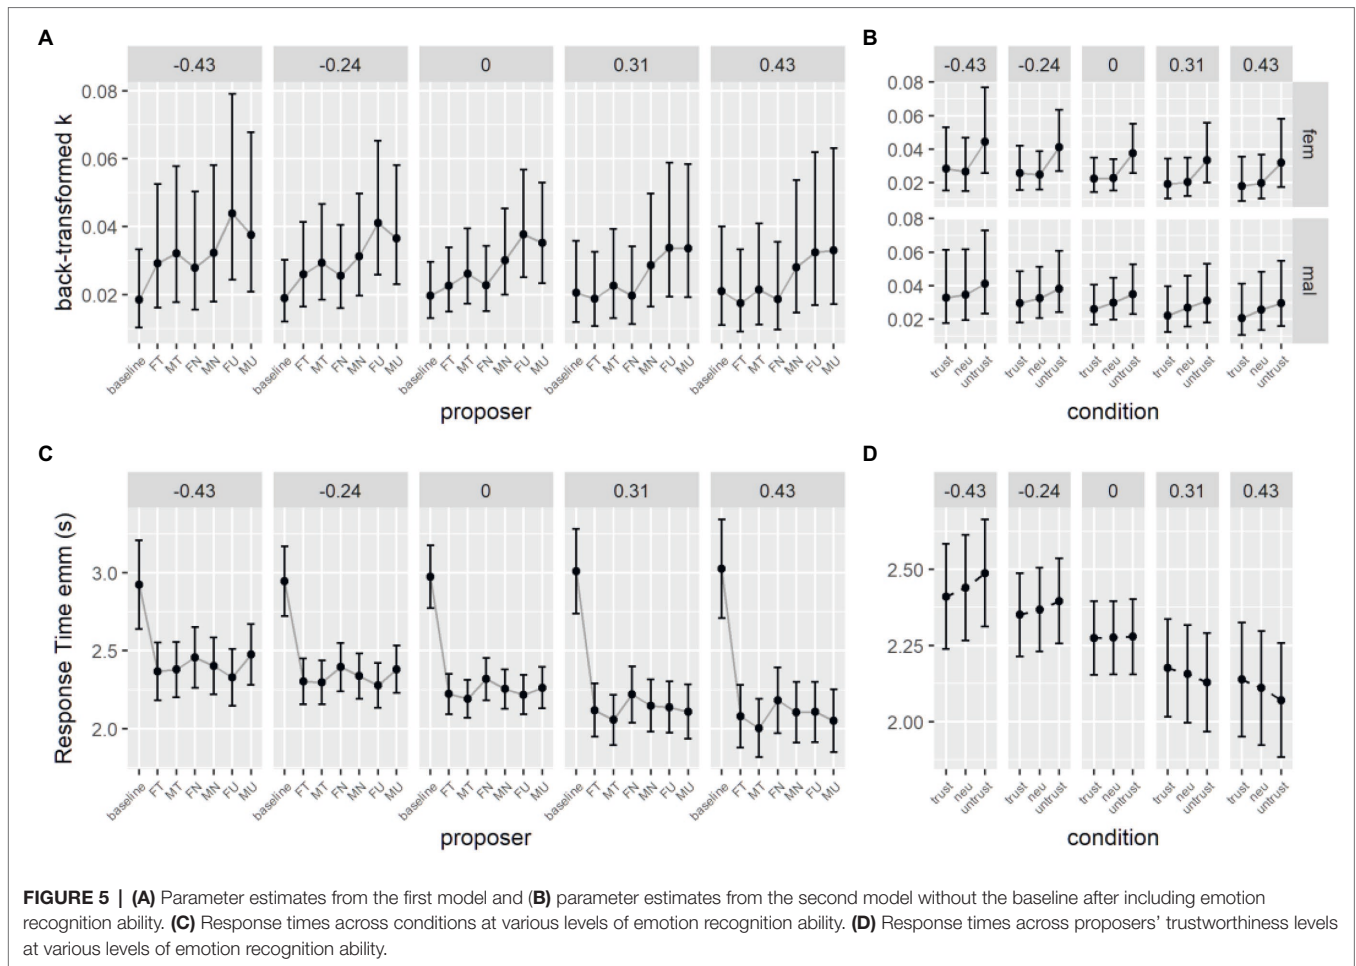 A
-0.43 -0.24 0 0.31 0.43
back-transformed k
0.08
0.06
0.04
0.02
baseline FT MT FN MN FU MU baseline FT MT FN MN FU MU baseline FT MT FN MN FU MU baseline FT MT FN MN FU MU baseline FT MT FN MN FU MU
proposer
B
-0.43 -0.24 0 0.31 0.43
0.08
0.06
0.04
0.02
fem
0.08
0.06
0.04
0.02
mal
trust neu untrust trust neu untrust trust neu untrust trust neu untrust trust neu untrust
condition
C
-0.43 -0.24 0 0.31 0.43
Response Time emm (s)
3.0
2.5
2.0
baseline FT MT FN MN FU MU baseline FT MT FN MN FU MU baseline FT MT FN MN FU MU baseline FT MT FN MN FU MU baseline FT MT FN MN FU MU
proposer
D
-0.43 -0.24 0 0.31 0.43
2.50
2.25
2.00
trust neu untrust trust neu untrust trust neu untrust trust neu untrust trust neu untrust
condition
FIGURE 5 | (A) Parameter estimates from the first model and (B) parameter estimates from the second model without the baseline after including emotion
recognition ability. (C) Response times across conditions at various levels of emotion recognition ability. (D) Response times across proposers’ trustworthiness levels
at various levels of emotion recognition ability.